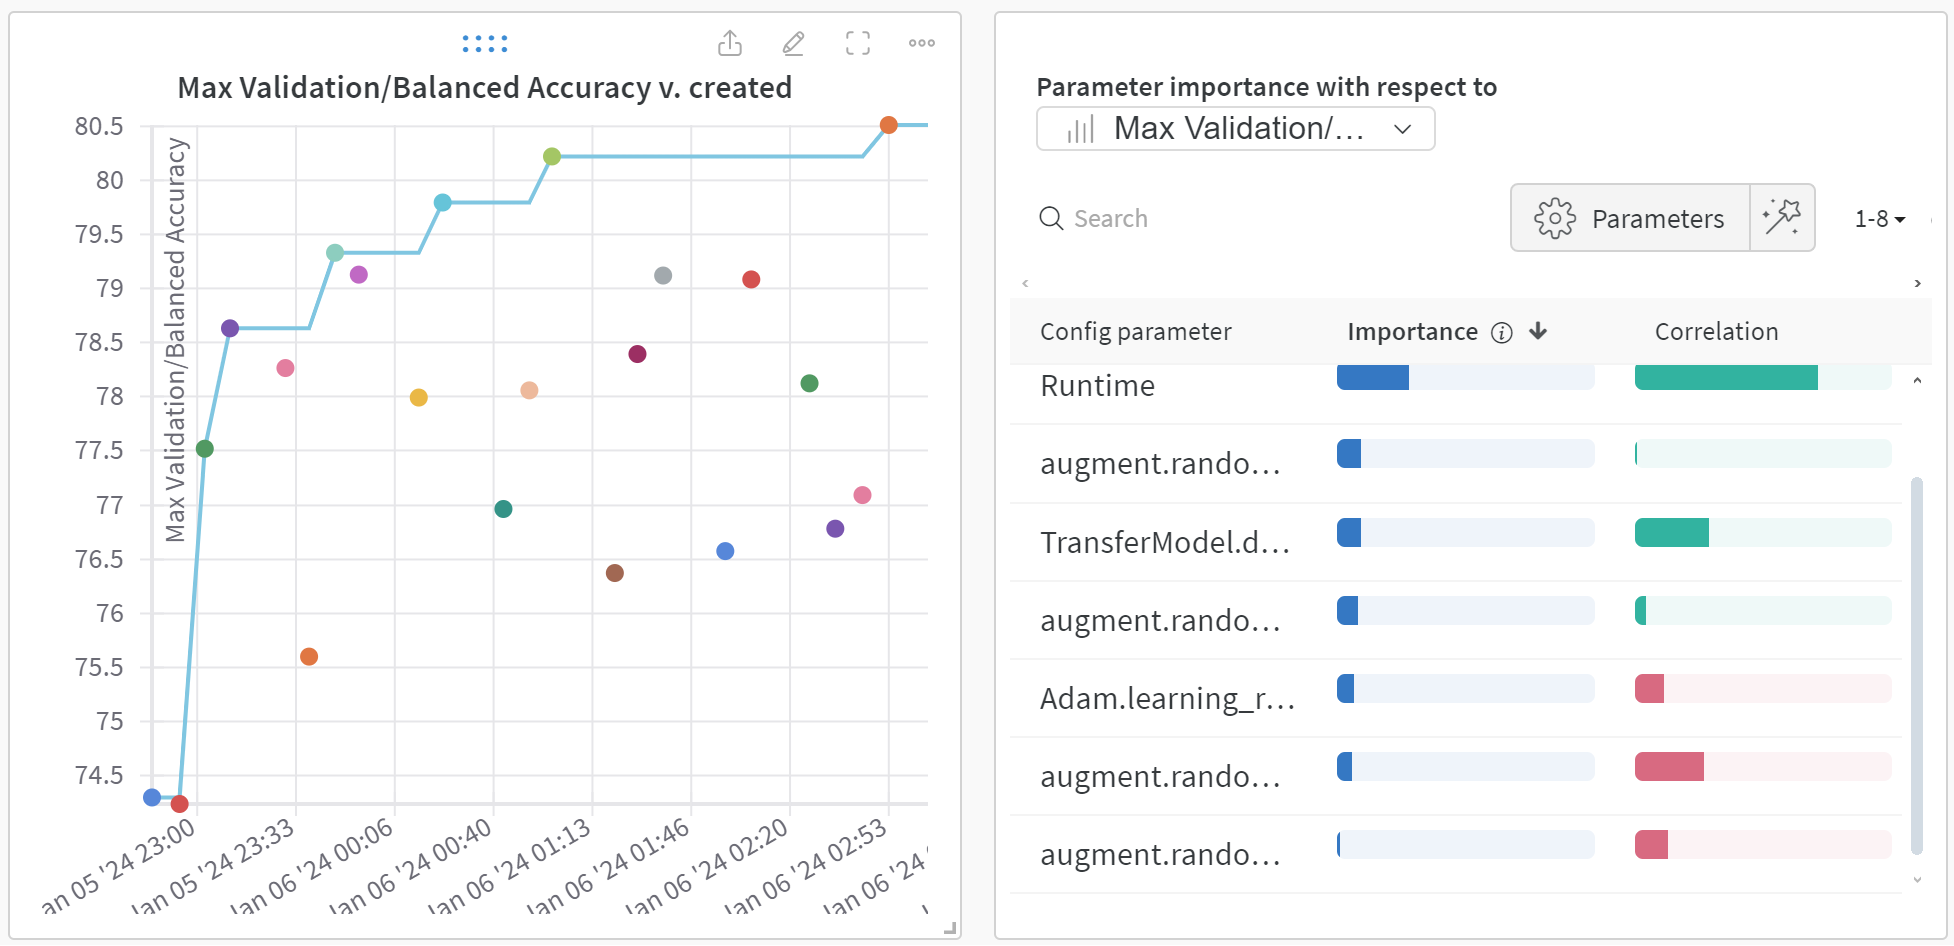 Max Validation/Balanced Accuracy v. created
Max Validation/Balanced Accuracy
80.5
80
79.5
79
78.5
78
77.5
77
76.5
76
75.5
75
74.5
an 05 '24 23:00
Jan 05 '24 23:33
Jan 06 '24 00:06
Jan 06 '24 00:40
Jan 06 '24 01:13
Jan 06 '24 01:46
Jan 06 '24 02:20
Jan 06 '24 02:53
Jan 06 '24
Parameter importance with respect to
Max Validation/...
Search
Parameters
1-8
Config parameter Importance Correlation
Runtime
augment.rando...
TransferModel.d...
augment.rando...
Adam.learning_r...
augment.rando...
augment.rando...